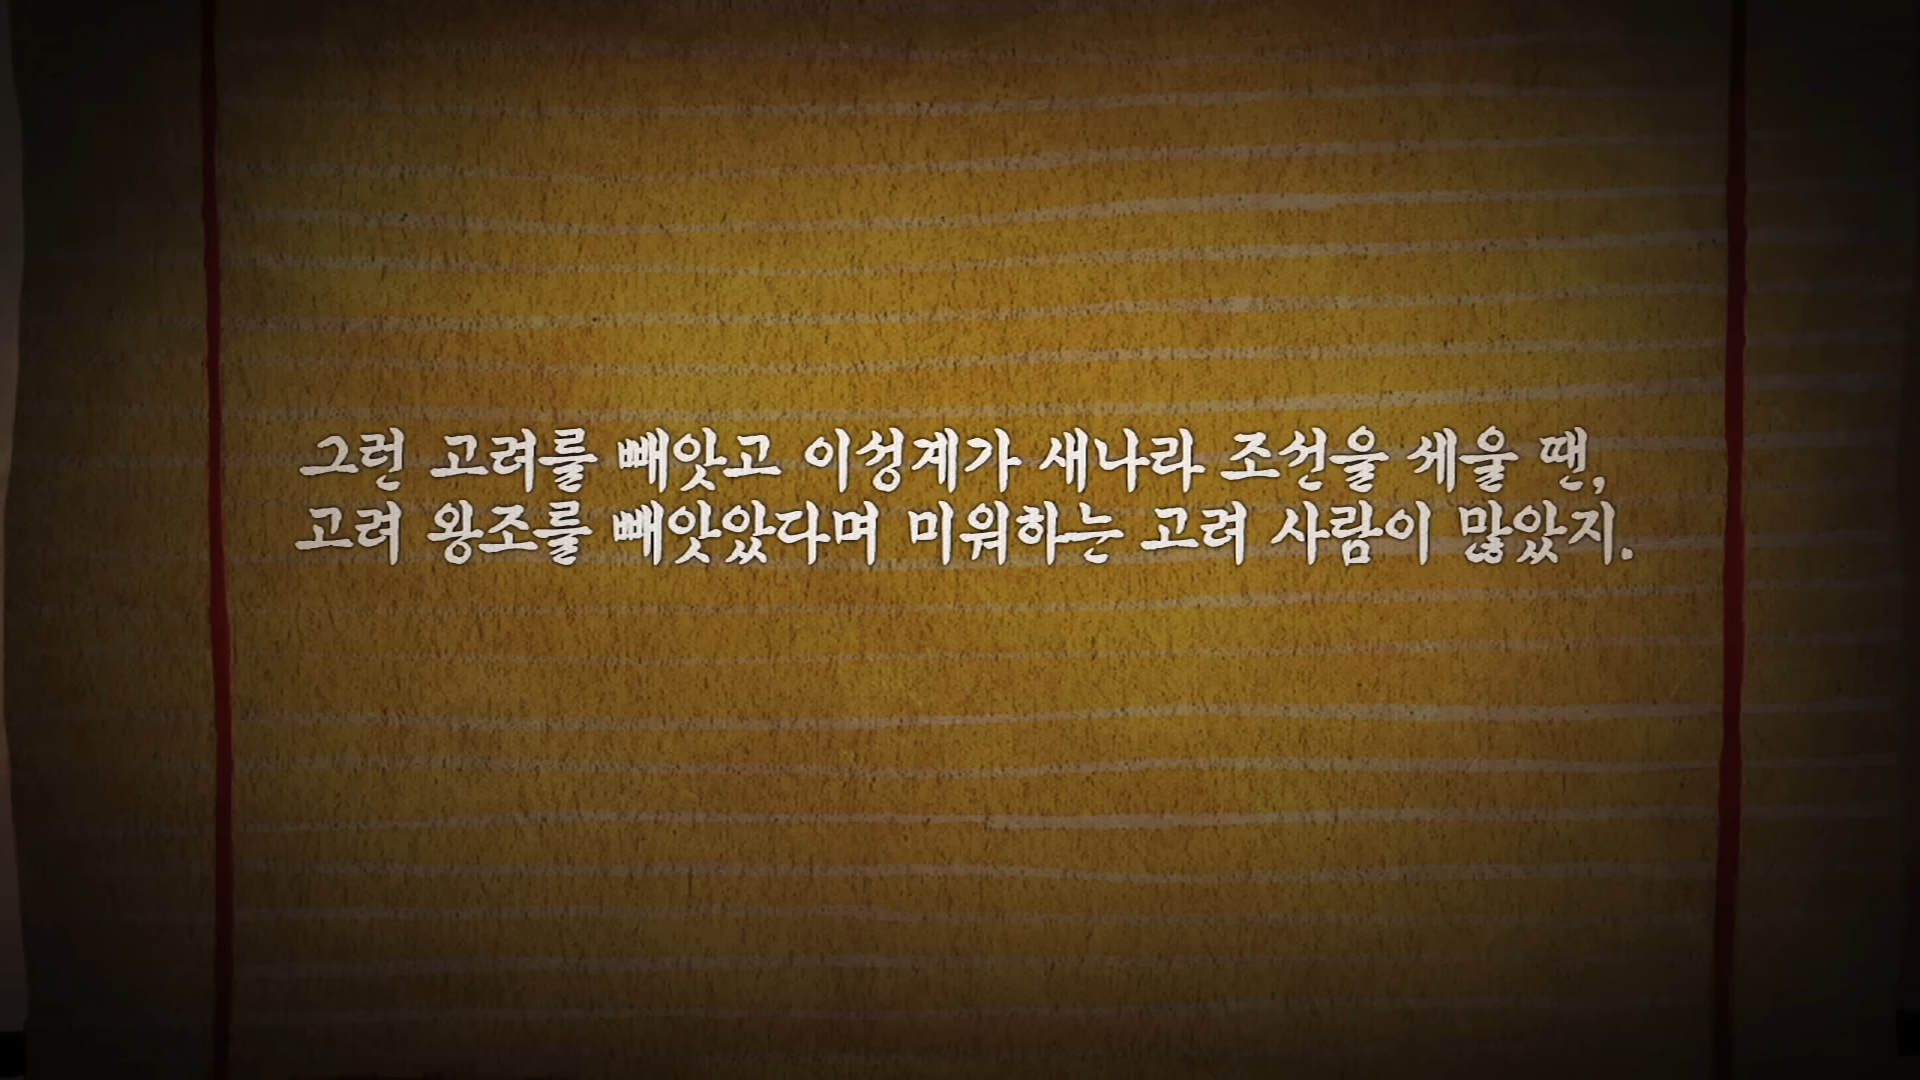 그런 고려를 빼앗고 이성계가 새나라 조선을 세울 땐,
고려 왕조를 빼앗았다며 미워하는 고려 사람이 많았지.